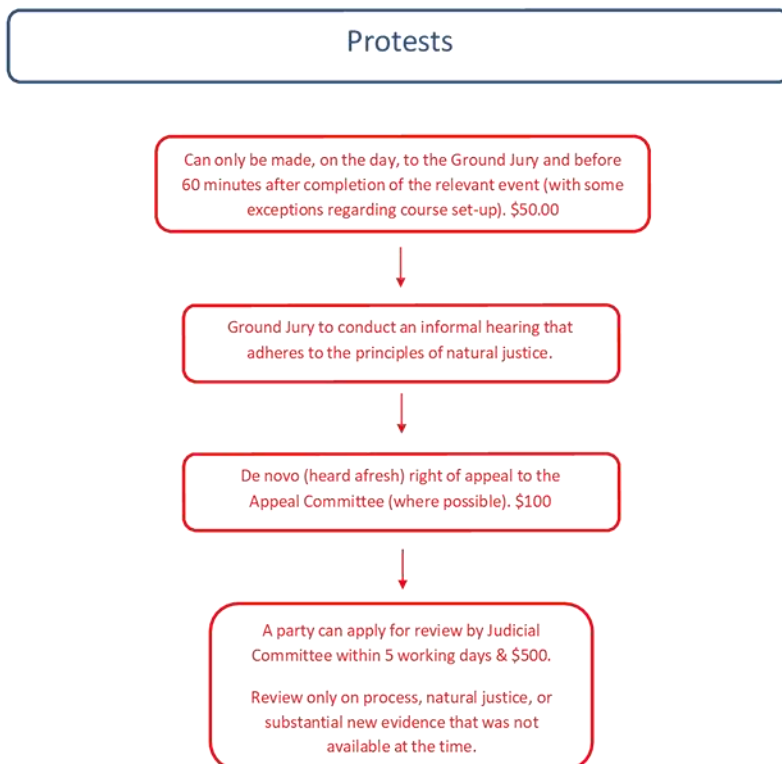 Protests
Can only be made, on the day, to the Ground Jury and before
60 minutes after completion of the relevant event (with some
exceptions regarding course set-up). $50.00
Ground Jury to conduct an informal hearing that
adheres to the principles of natural justice.
De novo (heard afresh) right of appeal to the
Appeal Committee (where possible). $100
A party can apply for review by Judicial
Committee within 5 working days & $500.
Review only on process, natural justice, or
substantial new evidence that was not
available at the time.